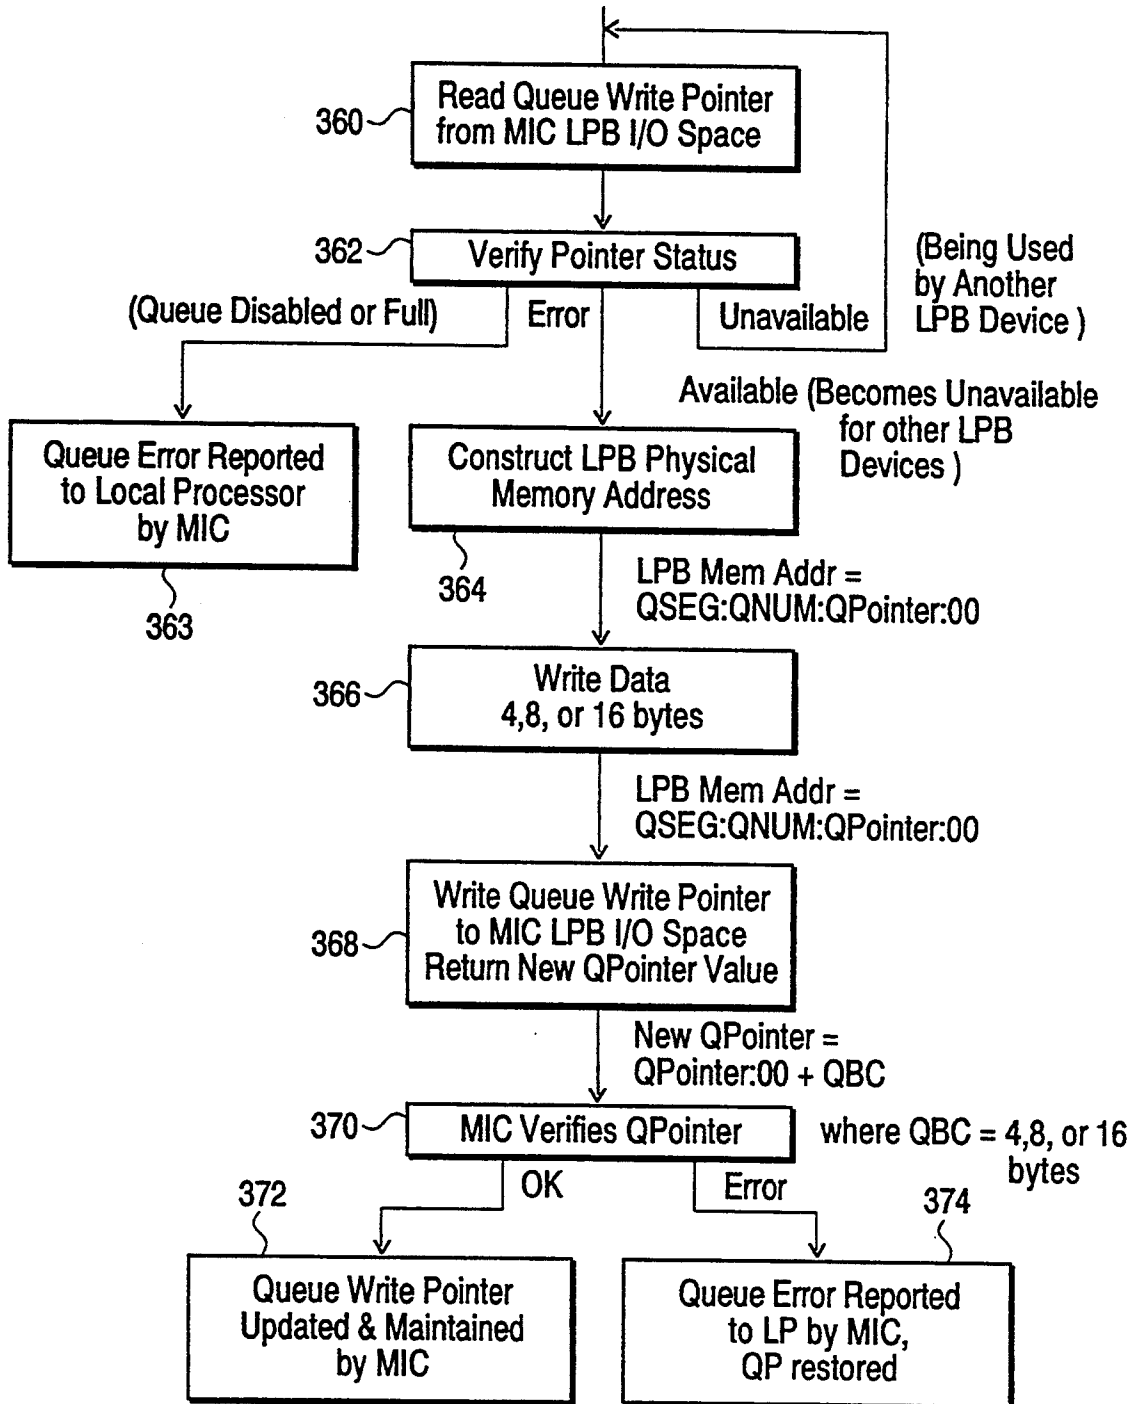 Read Queue Write Pointer
from MIC LPB I/O Space
360
Verify Pointer Status
362
(Being Used
by Another
LPB Device )
(Queue Disabled or Full)
Error
Unavailable
Available (Becomes Unavailable
for other LPB
Devices )
Queue Error Reported
to Local Processor
by MIC
363
Construct LPB Physical
Memory Address
364
LPB Mem Addr =
QSEG:QNUM:QPointer:00
366
Write Data
4,8, or 16 bytes
LPB Mem Addr =
QSEG:QNUM:QPointer:00
368
Write Queue Write Pointer
to MIC LPB I/O Space
Return New QPointer Value
New QPointer =
QPointer:00 + QBC
370
MIC Verifies QPointer
where QBC = 4,8, or 16
bytes
OK
Error
372
374
Queue Write Pointer
Updated & Maintained
by MIC
Queue Error Reported
to LP by MIC,
QP restored